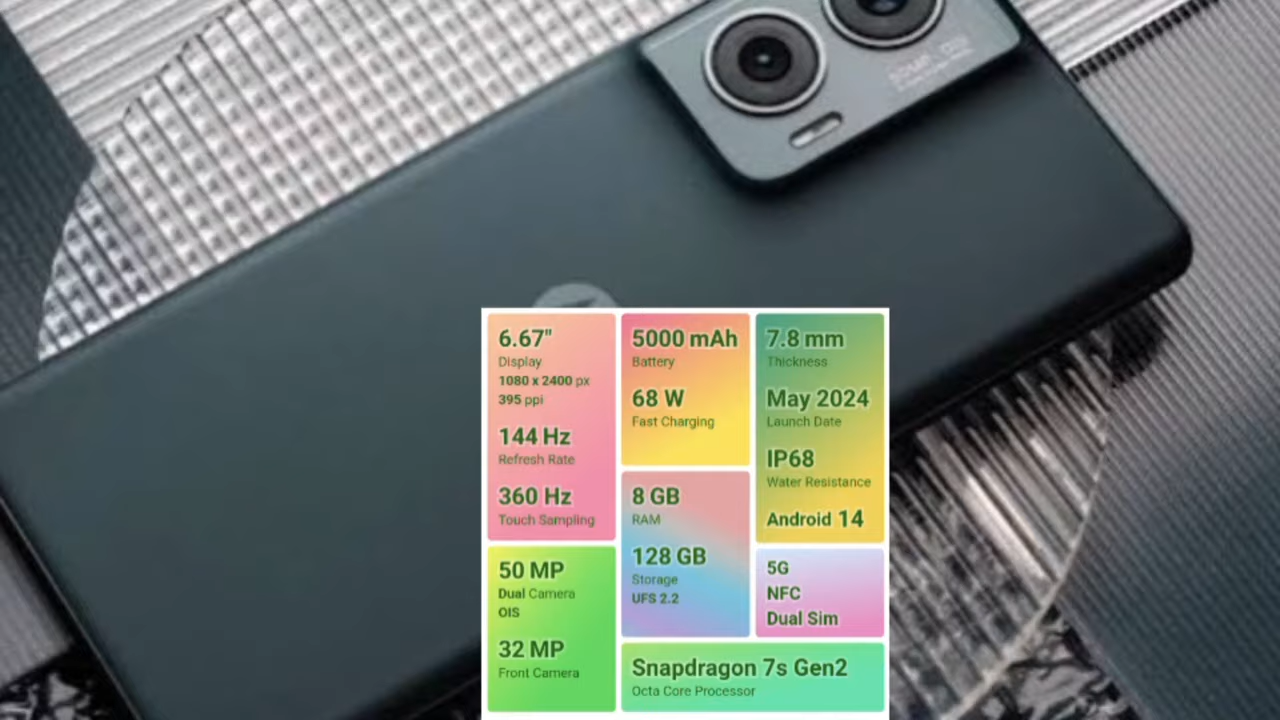 6.67"
Display
1080 x 2400 px
395 ppi
144 Hz
Refresh Rate
360 Hz
Touch Sampling
50 MP
Dual Camera
OIS
32 MP
Front Camera
5000 mAh
Battery
68 W
Fast Charging
8 GB
RAM
128 GB
Storage
UFS 2.2
7.8 mm
Thickness
May 2024
Launch Date
IP68
Water Resistance
Android 14
5G
NFC
Dual Sim
Snapdragon 7s Gen2
Octa Core Processor